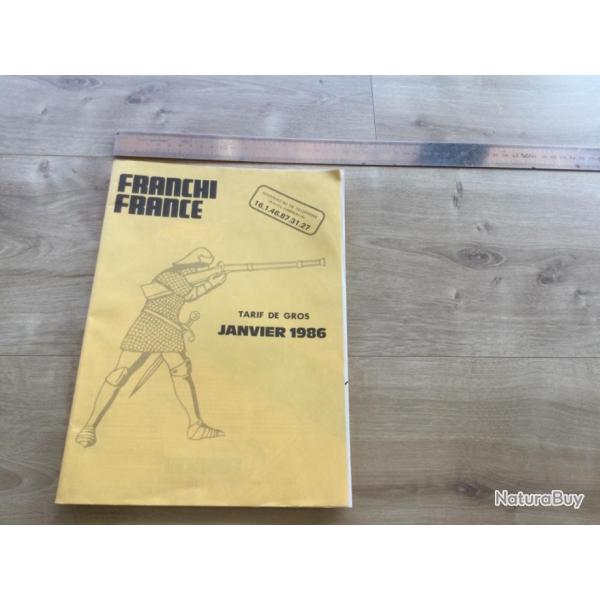 FRANCHI
FRANCE
16.1.46.87.31.27
TARIF DE GROS
JANVIER 1986
NaturaBuy